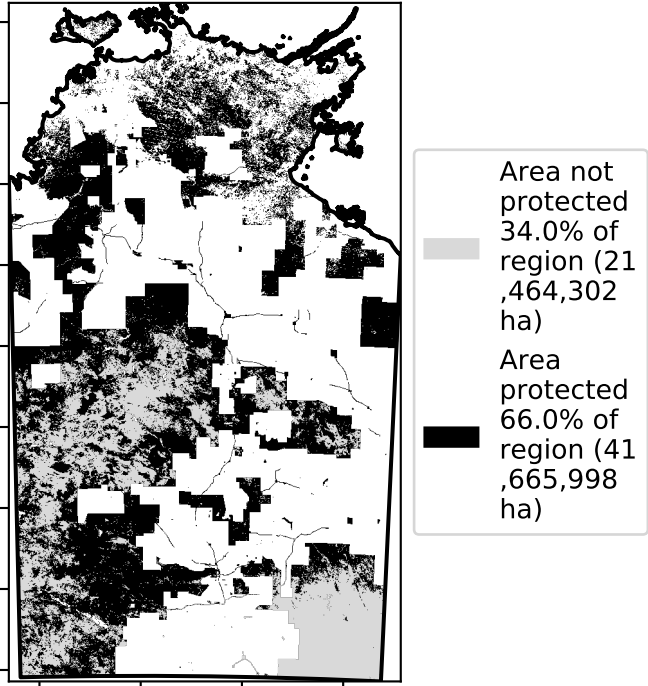 Area not
protected
34.0% of
region (21
,464,302
ha)
Area
protected
66.0% of
region (41
,665,998
ha)